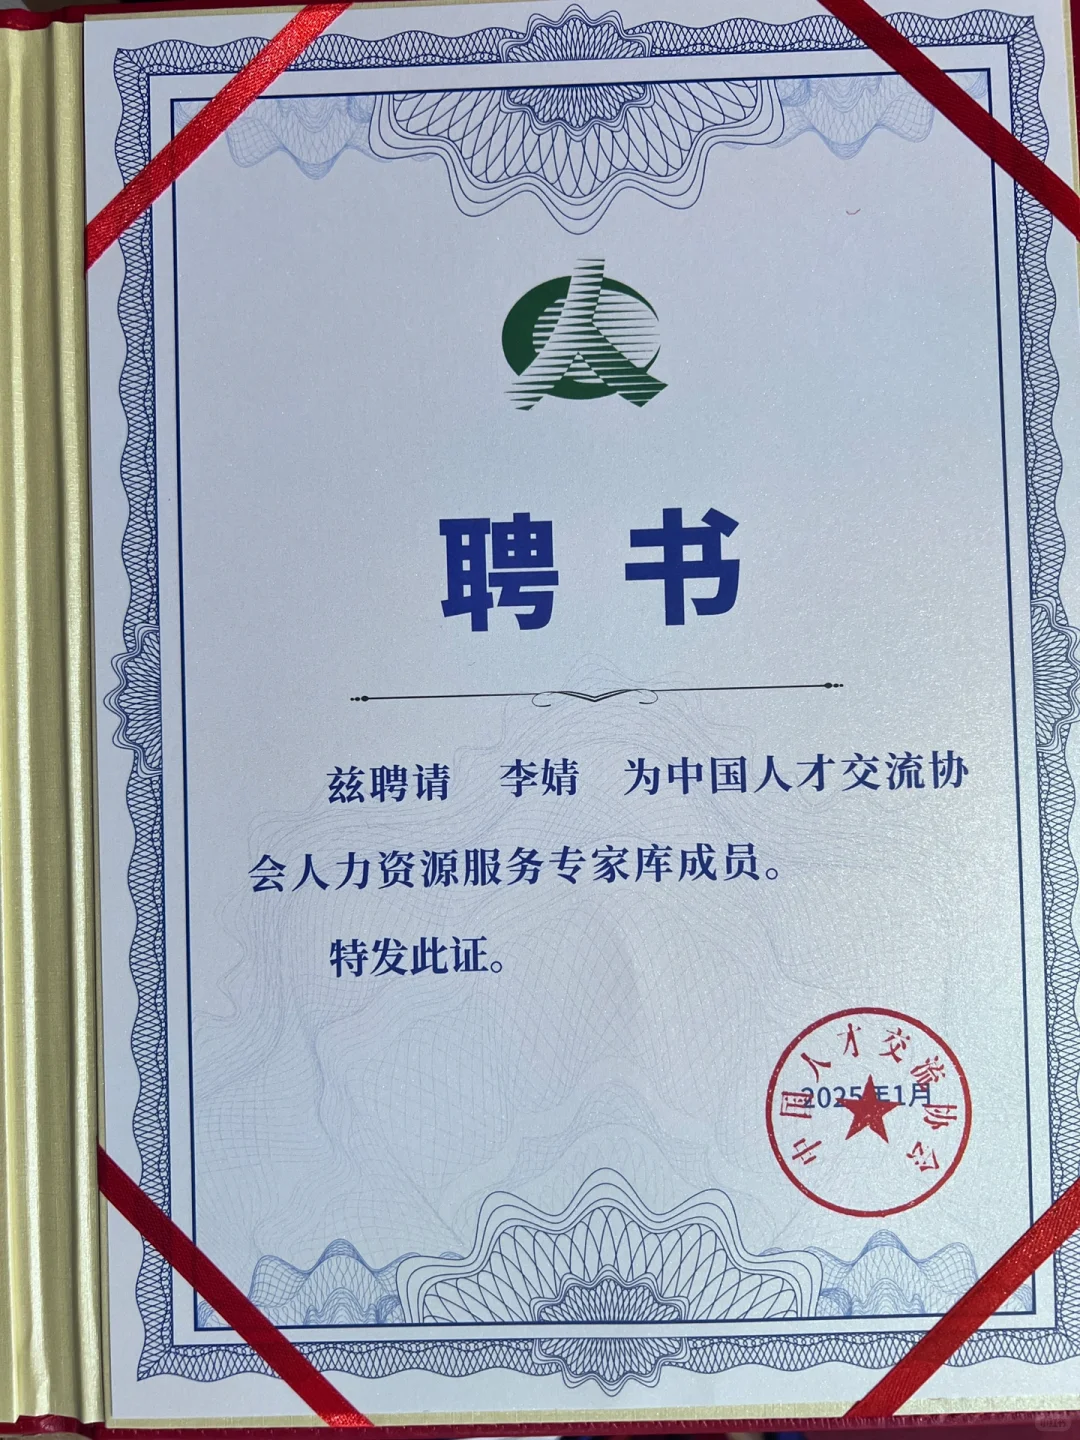 聘书
兹聘请 李婧 为中国人才交流协
会人力资源服务专家库成员。
特发此证。
中国人才交流协会
2025年1月